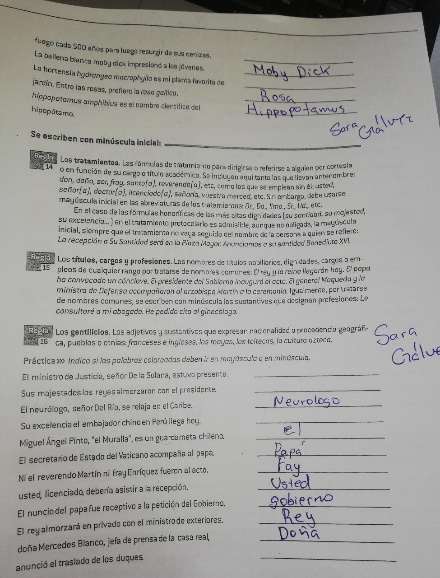 fuego cada 500 años para luego resurgir de sus cenizas.
La ballena blanca moby dick impresionó a los jóvenes.
Moby Dick
La hortensia hydrangea macrophylla es mi planta favorita de
jardín. Entre las rosas, prefiero la rosa gallica.
Rosa
hippopotamus amphibius es el nombre científico del
Hippopotamus
hipopótamo.
Sara Gálvez
Se escriben con minúscula inicial:
Regla 14 Los tratamientos. Las fórmulas de tratamiento para dirigirse o referirse a alguien por cortesía
o en función de su cargo o título académico. Se incluyen aquí tanto los que llevan antenombre:
don, doña, sor, fray, santo(a), reverendo(a), etc, como los que se emplean sin él: usted,
señor(a), doctor(a), licenciado(a), señoría, vuestra merced, etc. Sin embargo, debe usarse
mayúscula inicial en las abreviaturas de los tratamientos: Sr., Da., Ilma., Sr., Ud., etc.
En el caso de las fórmulas honoríficas de las más altas dignidades (su santidad, su majestad,
su excelencia...) en el tratamiento protocolario es admisible, aunque no obligada, la mayúscula
inicial, siempre que el tratamiento no vaya seguido del nombre de la persona a quien se refiere:
La recepción a Su Santidad será en la Plaza Mayor. Anunciamos a su santidad Benedicto XVI.
Regla 15 Los títulos, cargos y profesiones. Los nombres de títulos nobiliarios, dignidades, cargos o em-
pleos de cualquier rango por tratarse de nombres comunes. El rey y la reina llegarán hoy. El papa
ha convocado un cónclave. El presidente del Gobierno inauguró el acto. El general Maqueda y la
ministra de Defensa acompañaron al arzobispo Martín a la ceremonia. Igualmente, por tratarse
de nombres comunes, se escriben con minúscula los sustantivos que designan profesiones: Le
consultaré a mi abogado. He pedido cita al ginecólogo.
Regla 16 Los gentilicios. Los adjetivos y sustantivos que expresan nacionalidad o procedencia geográfi-
ca, pueblos o etnias: franceses e ingleses, los mayas, los toltecas, la cultura azteca.
Sara Gálve
Práctica Indica si las palabras coloreadas deben ir en mayúscula o en minúscula.
El ministro de Justicia, señor De la Solana, estuvo presente.
Sus majestades los reyes almorzaron con el presidente.
El neurólogo, señor Del Río, se relaja en el Caribe.
Neurologo
Su excelencia el embajador chino en Perú llega hoy.
Miguel Ángel Pinto, "el Muralla", es un guardameta chileno.
el
El secretario de Estado del Vaticano acompaña al papa.
Papá
Ni el reverendo Martín ni fray Enríquez fueron al acto.
Fay
usted, licenciado, debería asistir a la recepción.
Usted
El nuncio del papa fue receptivo a la petición del Gobierno.
gobierno
El rey almorzará en privado con el ministro de exteriores.
Rey
doña Mercedes Blanco, jefa de prensa de la casa real,
Doña
anunció el traslado de los duques.